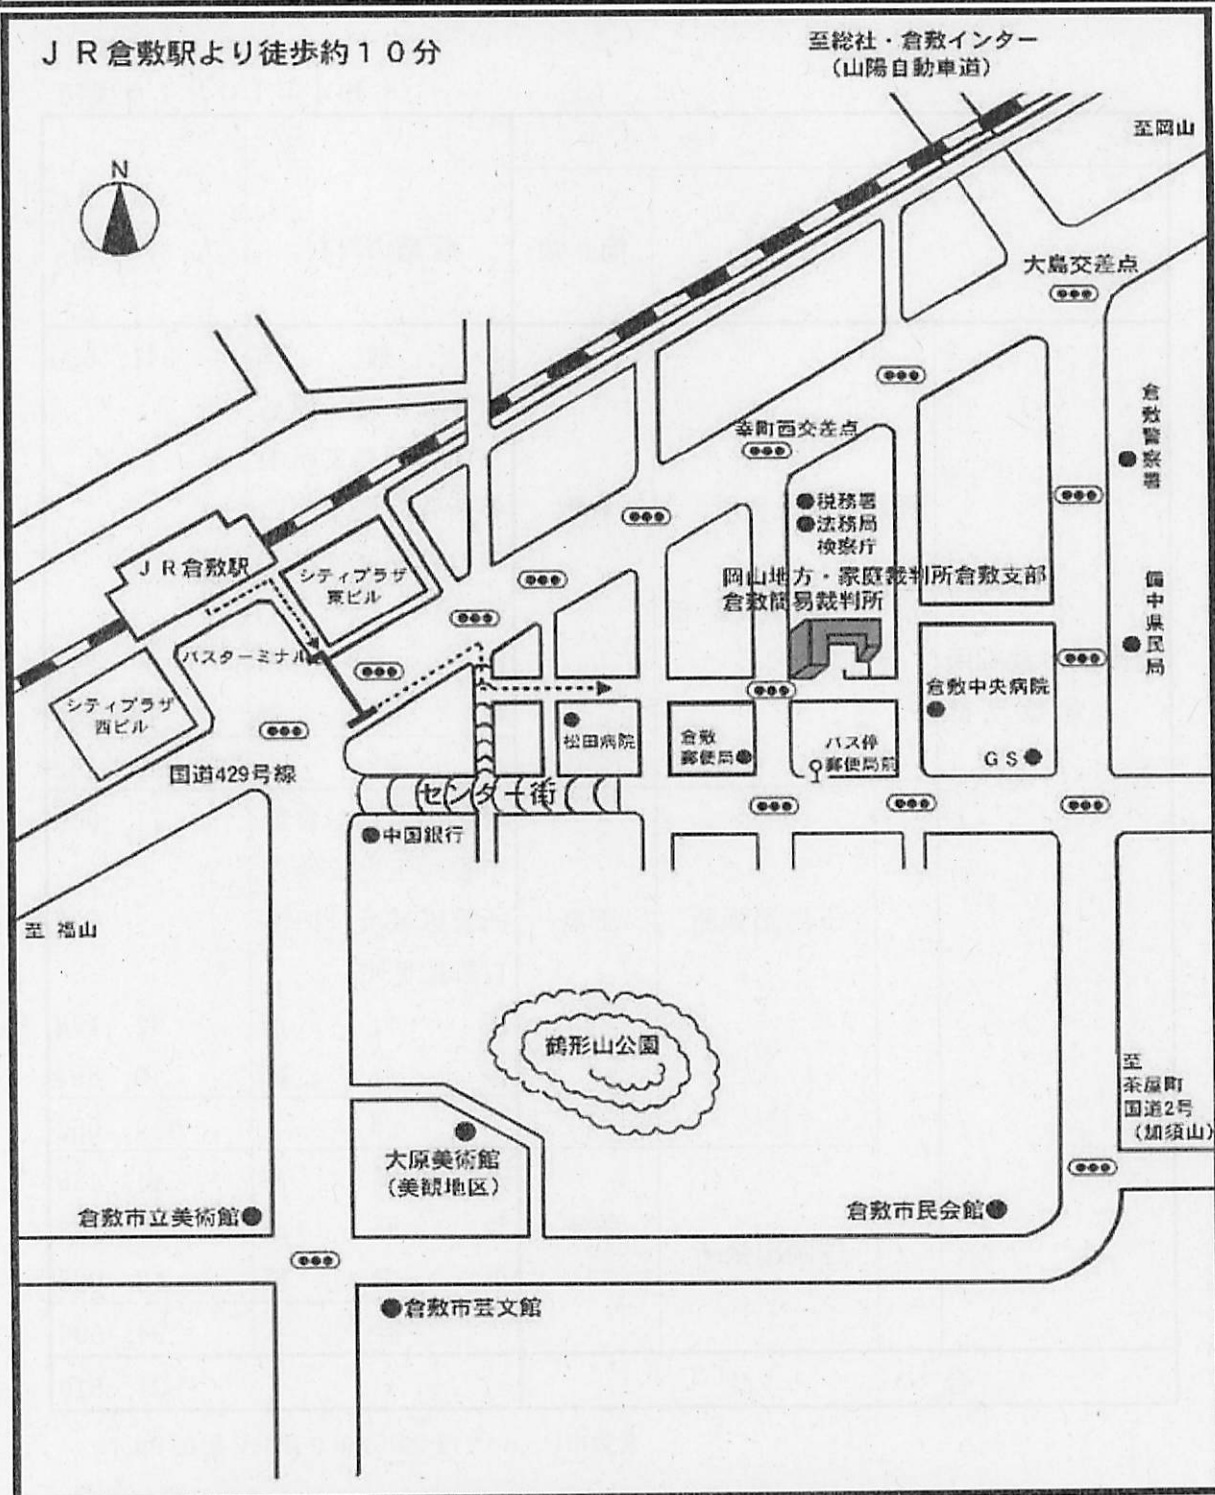 ＪＲ倉敷駅より徒歩約１０分
至総社・倉敷インター
（山陽自動車道）
至岡山
N
大島交差点
倉敷警察署
幸町西交差点
税務署
法務局
検察庁
ＪＲ倉敷駅
シティプラザ
東ビル
岡山地方・家庭裁判所倉敷支部
倉敷簡易裁判所
備中県民局
バスターミナル
シティプラザ
西ビル
倉敷中央病院
松田病院
倉敷
郵便局
バス停
郵便局前
ＧＳ
国道429号線
センター街
中国銀行
至 福山
鶴形山公園
至
茶屋町
国道2号
（加須山）
大原美術館
（美観地区）
倉敷市立美術館
倉敷市民会館
倉敷市芸文館